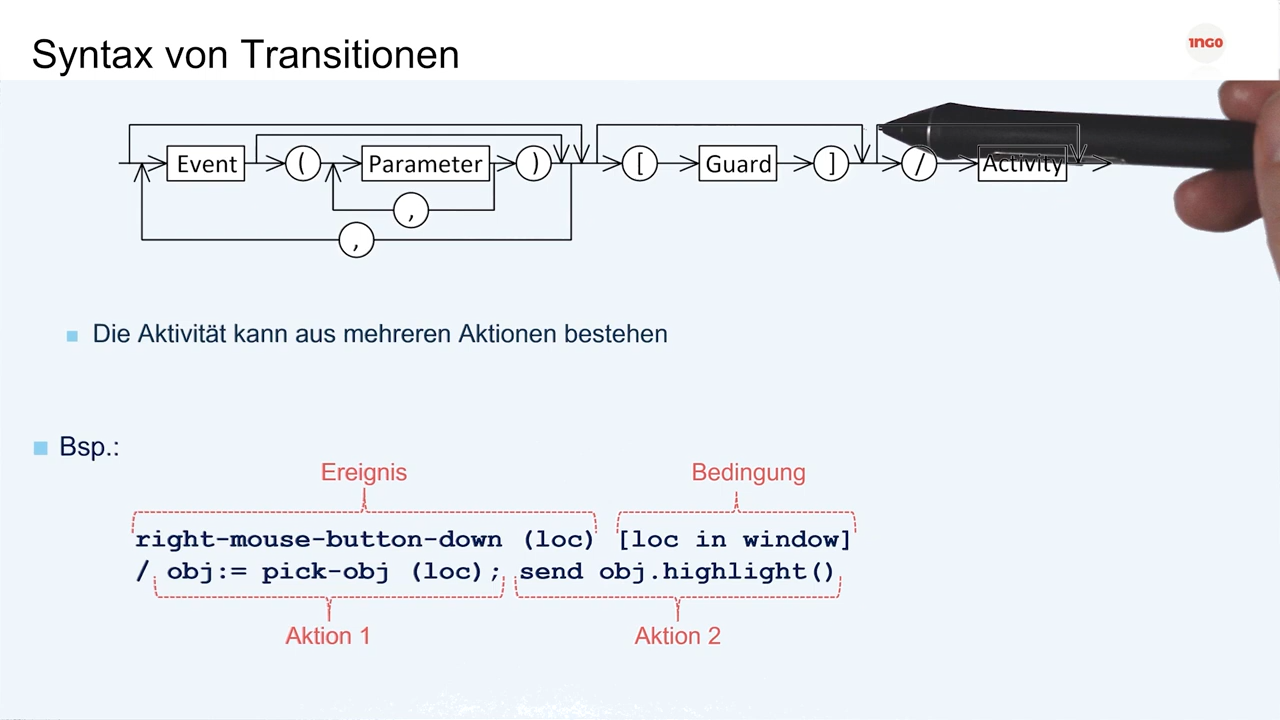 Syntax von Transitionen
1NGO
Event ( Parameter ) [ Guard ] / Activity
,
,
Die Aktivität kann aus mehreren Aktionen bestehen
Bsp.:
Ereignis Bedingung
right-mouse-button-down (loc) [loc in window]
/ obj:= pick-obj (loc); send obj.highlight()
Aktion 1 Aktion 2